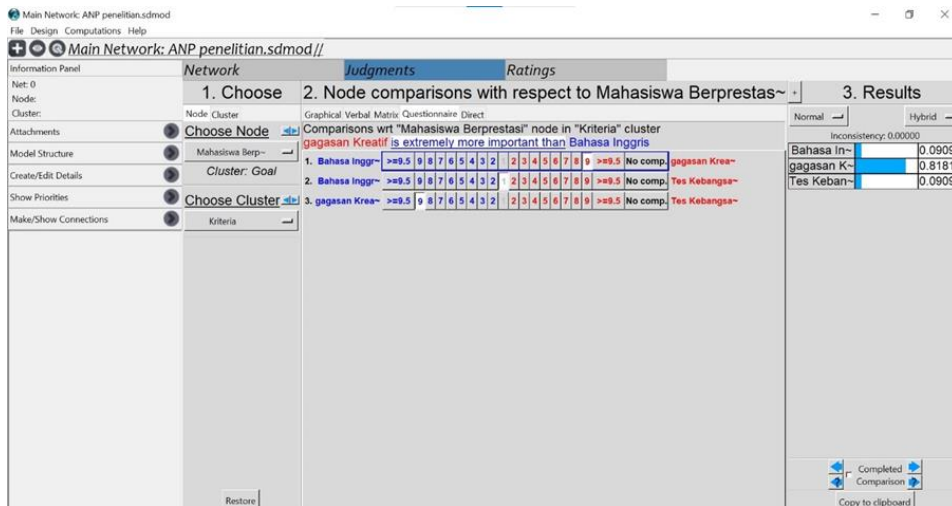 Main Network: ANP penelitian.sdmod
File Design Computations Help
Main Network: ANP penelitian.sdmod //
Information Panel
Net: 0
Node:
Cluster:
Attachments
Model Structure
Create/Edit Details
Show Priorities
Make/Show Connections
Network Judgments Ratings
1. Choose
Node Cluster
Choose Node
Mahasiswa Berp~
Cluster: Goal
Choose Cluster
Kriteria
Restore
2. Node comparisons with respect to Mahasiswa Berprestas~ +
Graphical Verbal Matrix Questionnaire Direct
Comparisons wrt "Mahasiswa Berprestasi" node in "Kriteria" cluster
gagasan Kreatif is extremely more important than Bahasa Inggris
1. Bahasa Inggr~ >=9.5 9 8 7 6 5 4 3 2 2 3 4 5 6 7 8 9 >=9.5 No comp. gagasan Krea~
2. Bahasa Inggr~ >=9.5 9 8 7 6 5 4 3 2 1 2 3 4 5 6 7 8 9 >=9.5 No comp. Tes Kebangsa~
3. gagasan Krea~ >=9.5 9 8 7 6 5 4 3 2 2 3 4 5 6 7 8 9 >=9.5 No comp. Tes Kebangsa~
3. Results
Normal Hybrid
Inconsistency: 0.00000
Bahasa In~ 0.0909
gagasan K~ 0.8181
Tes Keban~ 0.0909
Completed
Comparison
Copy to clipboard